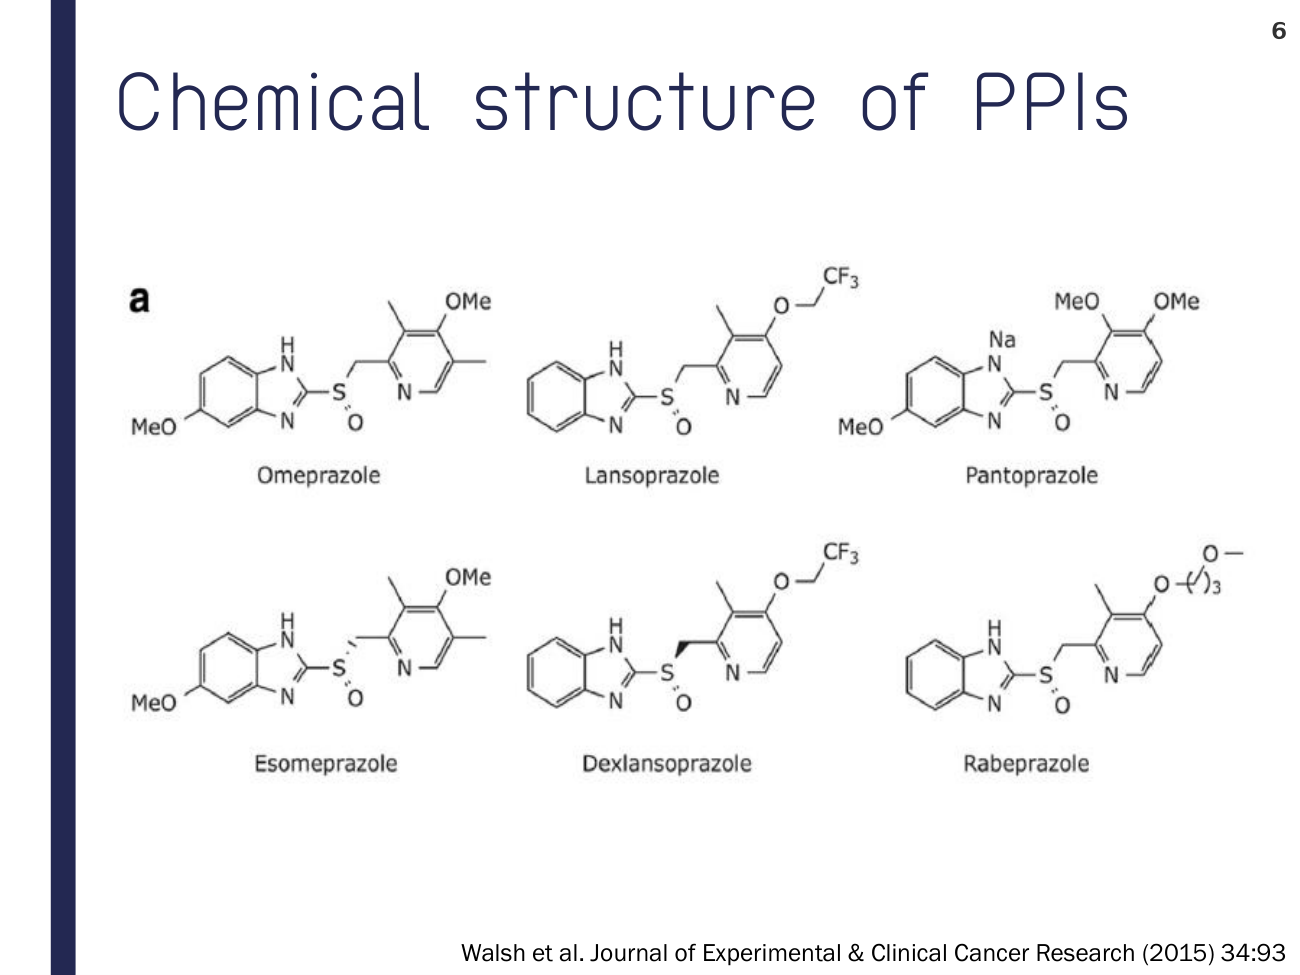 6
Chemical structure of PPIs
a
OMe
H
N
S
N
N
O
MeO
Omeprazole
CF3
O
H
N
S
N
N
O
Lansoprazole
MeO
OMe
Na
N
S
N
N
O
MeO
Pantoprazole
OMe
H
N
S
N
N
O
MeO
Esomeprazole
CF3
O
H
N
S
N
N
O
Dexlansoprazole
O
O ( )3
H
N
S
N
N
O
Rabeprazole
Walsh et al. Journal of Experimental & Clinical Cancer Research (2015) 34:93